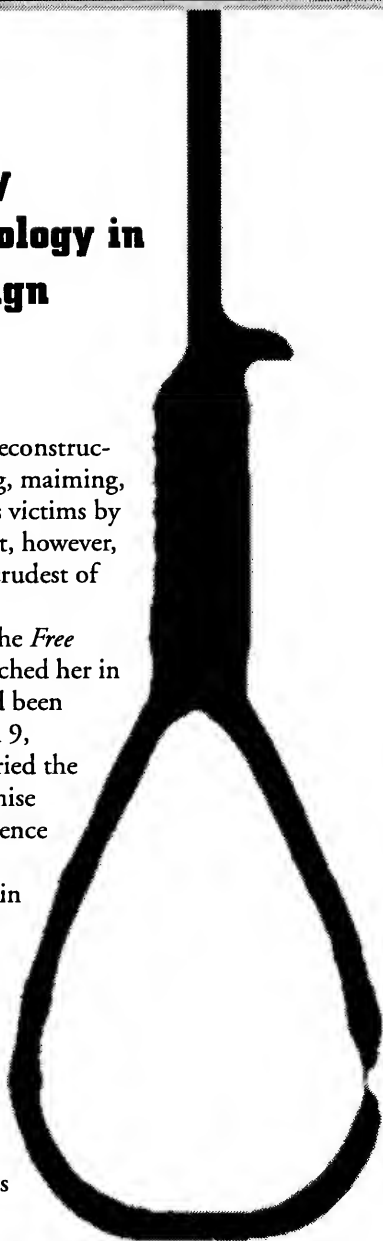 ology in
ign
econstruc-
g, maiming,
s victims by
t, however,
rudest of
he Free
ched her in
l been
9,
ried the
nise
ence
in
s